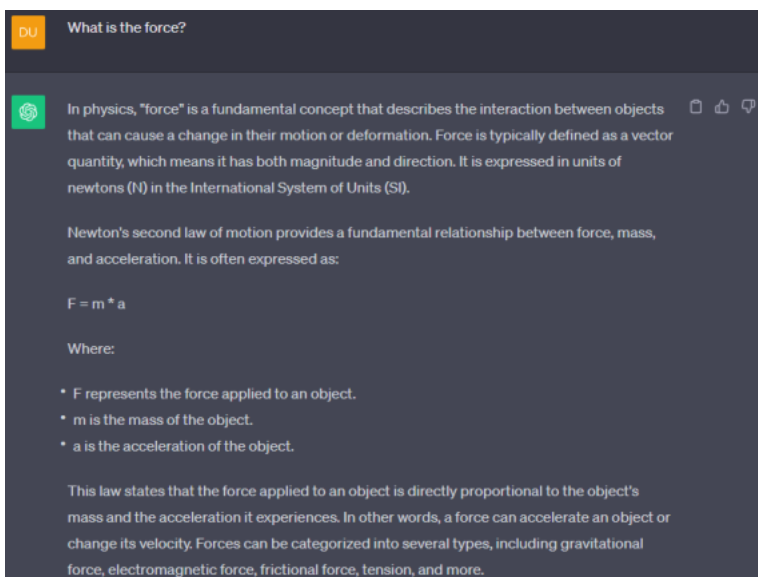 DU
What is the force?
In physics, "force" is a fundamental concept that describes the interaction between objects
that can cause a change in their motion or deformation. Force is typically defined as a vector
quantity, which means it has both magnitude and direction. It is expressed in units of
newtons (N) in the International System of Units (SI).
Newton's second law of motion provides a fundamental relationship between force, mass,
and acceleration. It is often expressed as:
F = m * a
Where:
• F represents the force applied to an object.
• m is the mass of the object.
• a is the acceleration of the object.
This law states that the force applied to an object is directly proportional to the object's
mass and the acceleration it experiences. In other words, a force can accelerate an object or
change its velocity. Forces can be categorized into several types, including gravitational
force, electromagnetic force, frictional force, tension, and more.